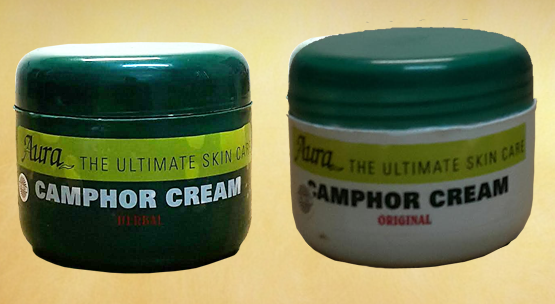 Aura THE ULTIMATE SKIN CARE
CAMPHOR CREAM
HERBAL
Aura THE ULTIMATE SKIN CARE
CAMPHOR CREAM
ORIGINAL